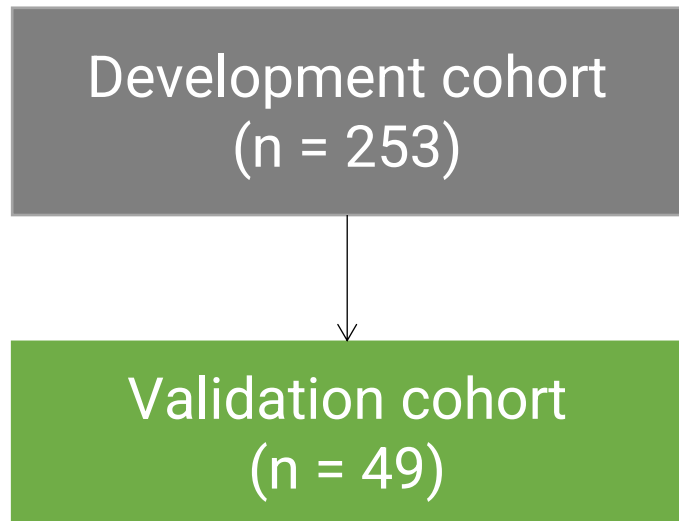 Development cohort
(n = 253)
Validation cohort
(n = 49)